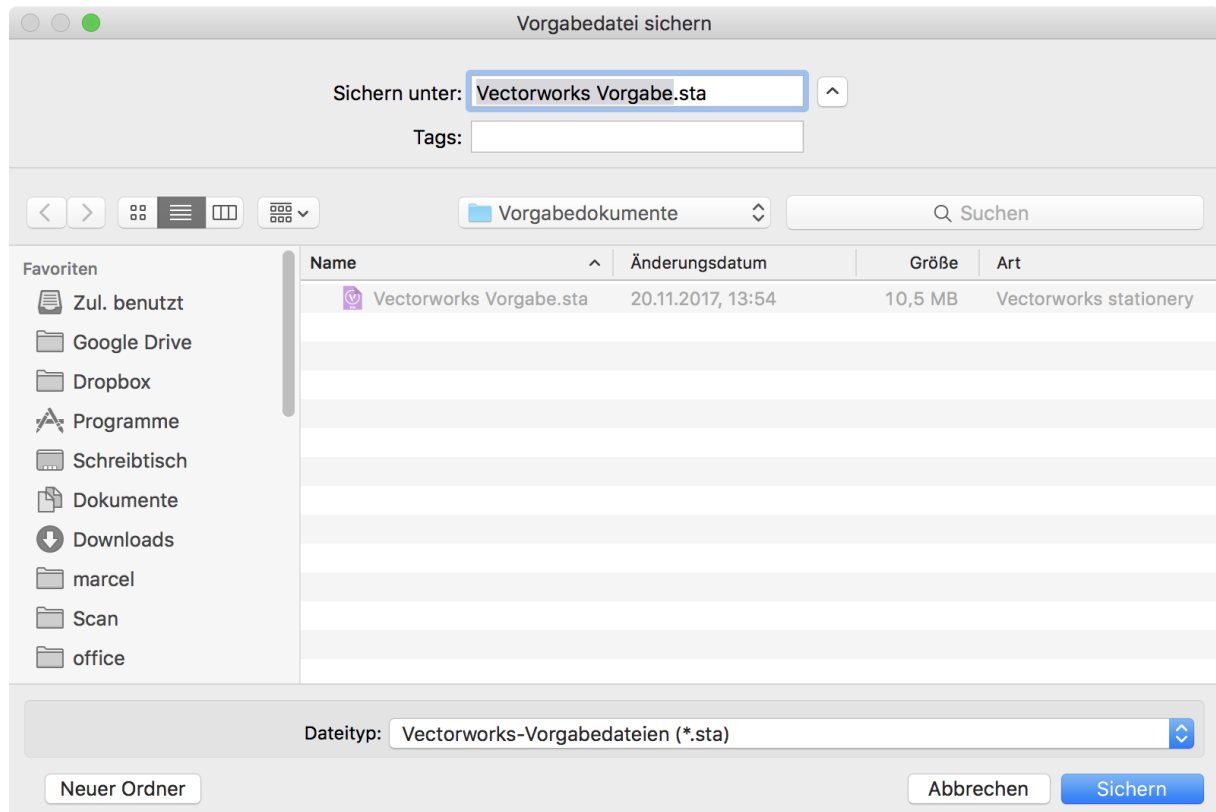 Vorgabedatei sichern
Sichern unter: Vectorworks Vorgabe.sta
Tags:
Vorgabedokumente
Suchen
Favoriten
Name Änderungsdatum Größe Art
Zul. benutzt
Vectorworks Vorgabe.sta 20.11.2017, 13:54 10,5 MB Vectorworks stationery
Google Drive
Dropbox
Programme
Schreibtisch
Dokumente
Downloads
marcel
Scan
office
Dateityp: Vectorworks-Vorgabedateien (*.sta)
Neuer Ordner Abbrechen Sichern